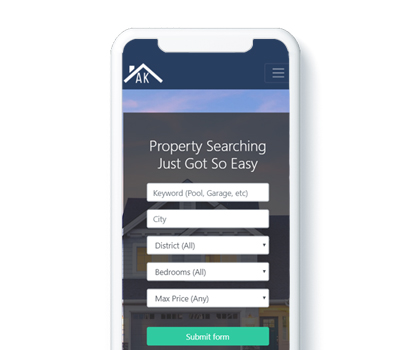 AK
Property Searching
Just Got So Easy
Keyword (Pool, Garage, etc)
City
District (All)
Bedrooms (All)
Max Price (Any)
Submit form